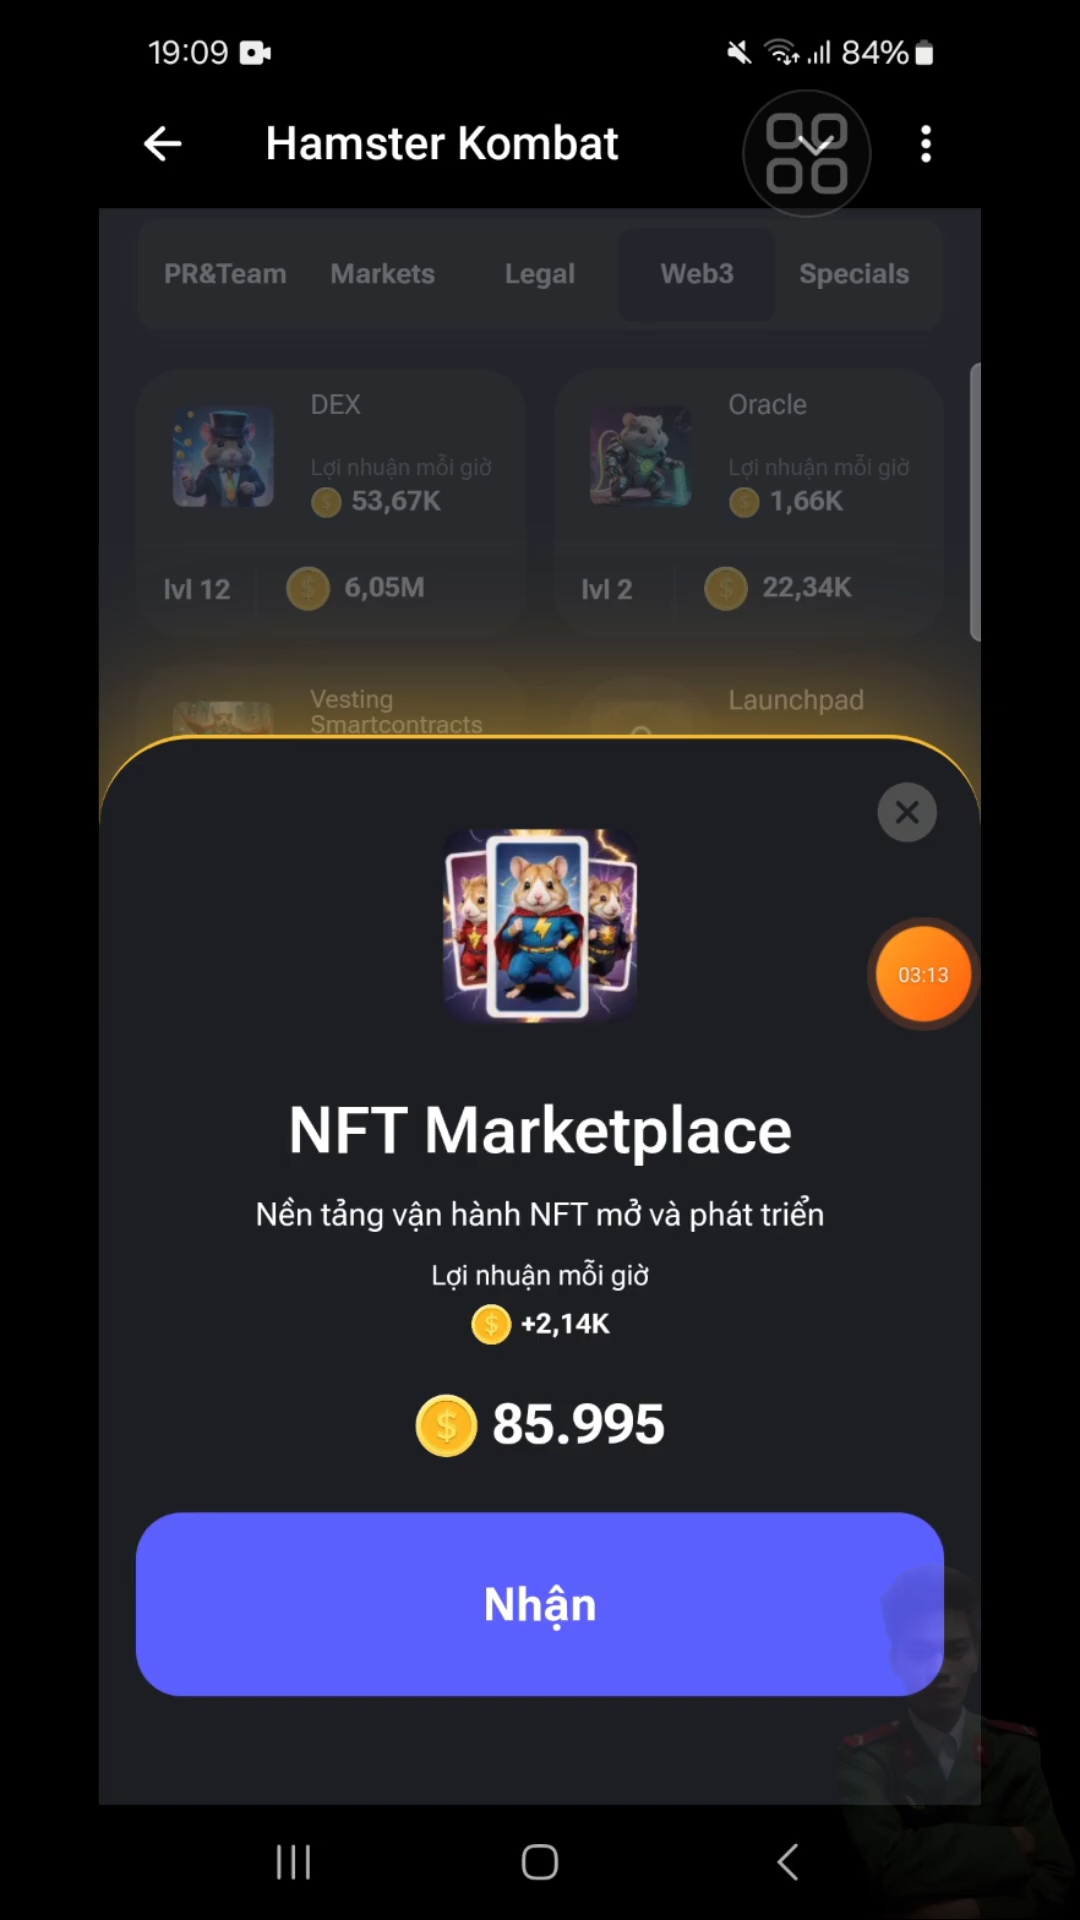 19:09
84%
Hamster Kombat
PR&Team Markets Legal Web3 Specials
DEX
Lợi nhuận mỗi giờ
53,67K
lvl 12 6,05M
Oracle
Lợi nhuận mỗi giờ
1,66K
lvl 2 22,34K
Vesting
Smartcontracts
Launchpad
03:13
NFT Marketplace
Nền tảng vận hành NFT mở và phát triển
Lợi nhuận mỗi giờ
+2,14K
85.995
Nhận